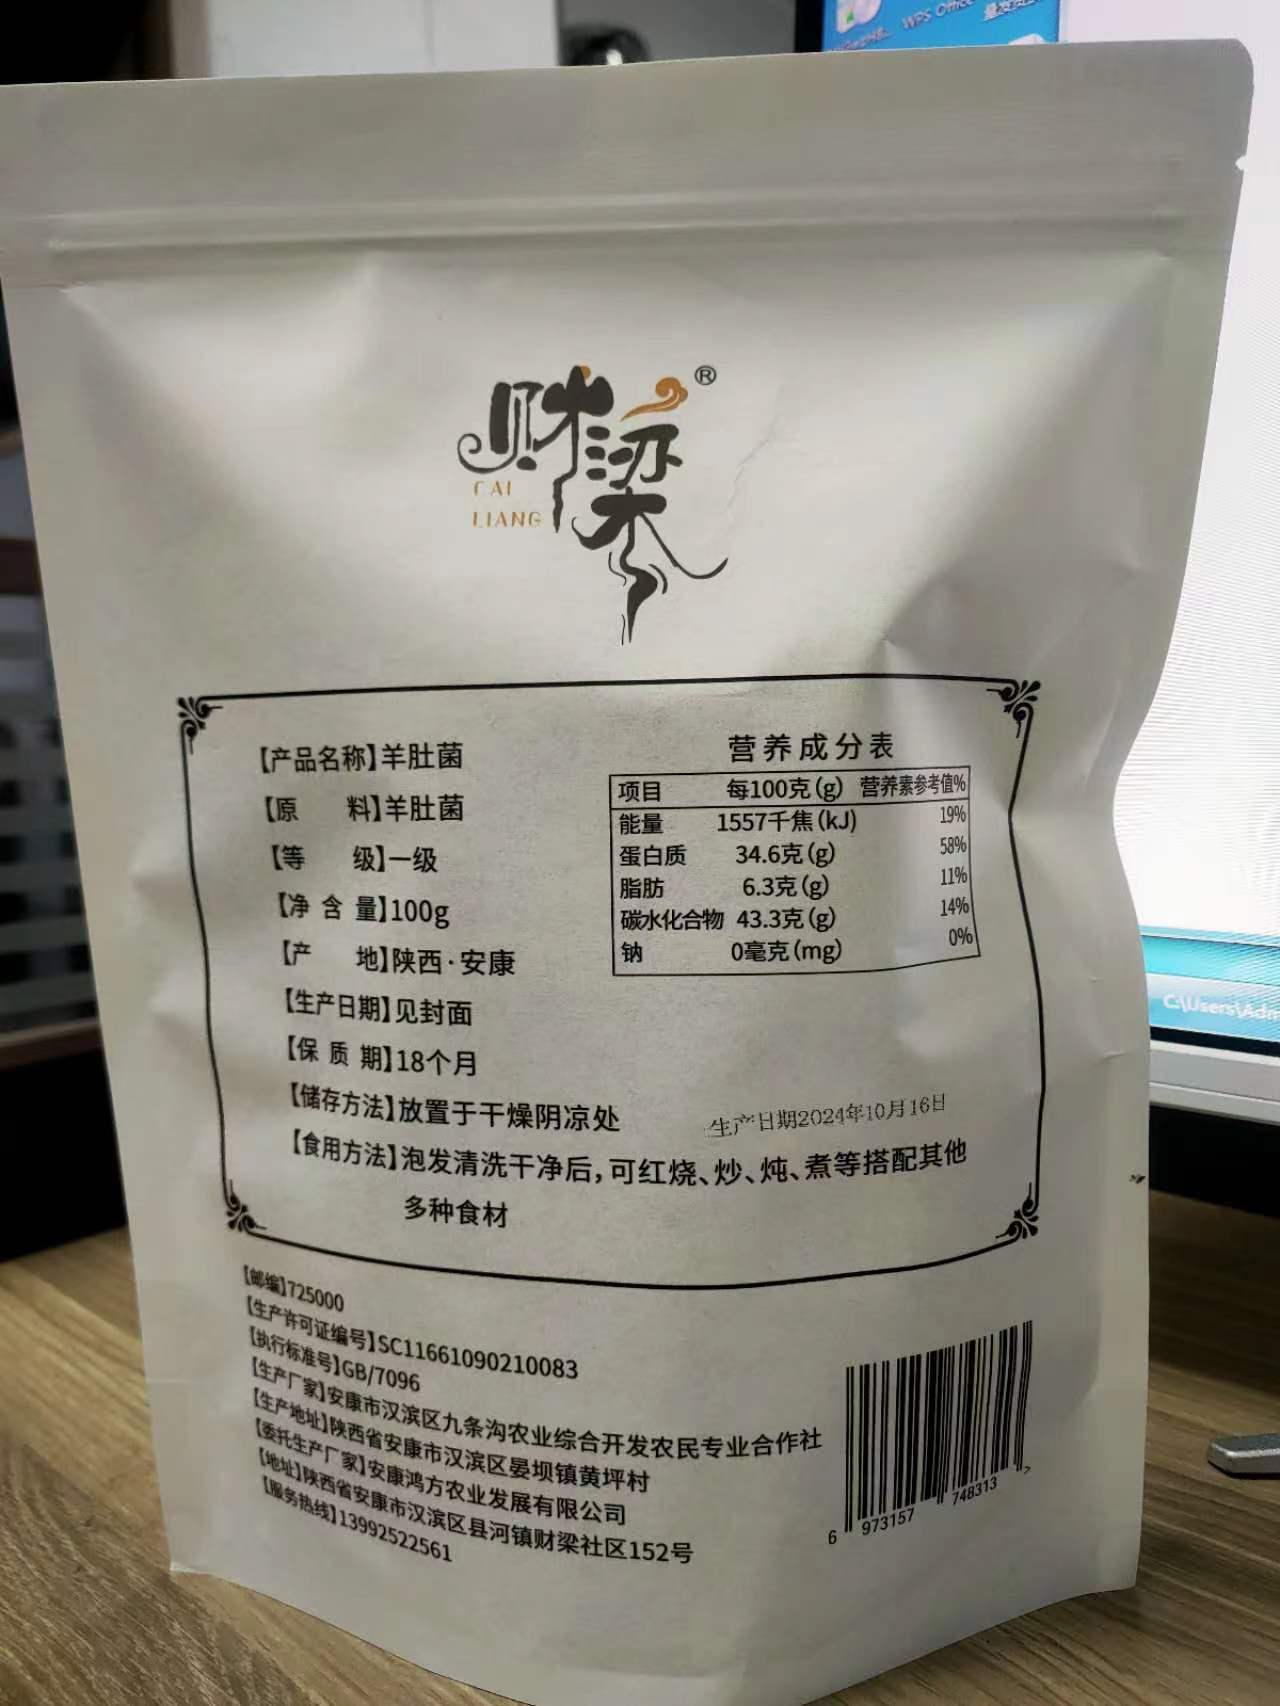 WPS Office
财梁®
CAI
LIANG
【产品名称】羊肚菌
【原 料】羊肚菌
【等 级】一级
【净 含 量】100g
【产 地】陕西·安康
【生产日期】见封面
【保 质 期】18个月
【储存方法】放置于干燥阴凉处
【食用方法】泡发清洗干净后,可红烧、炒、炖、煮等搭配其他
多种食材
营养成分表
项目 每100克(g) 营养素参考值%
能量 1557千焦(kJ) 19%
蛋白质 34.6克(g) 58%
脂肪 6.3克(g) 11%
碳水化合物 43.3克(g) 14%
钠 0毫克(mg) 0%
生产日期2024年10月16日
【邮编】725000
【生产许可证编号】SC11661090210083
【执行标准号】GB/7096
【生产厂家】安康市汉滨区九条沟农业综合开发农民专业合作社
【生产地址】陕西省安康市汉滨区晏坝镇黄坪村
【委托生产厂家】安康鸿方农业发展有限公司
【地址】陕西省安康市汉滨区县河镇财梁社区152号
【服务热线】13992522561
6 973157 748313 >
C:\Users\Adm